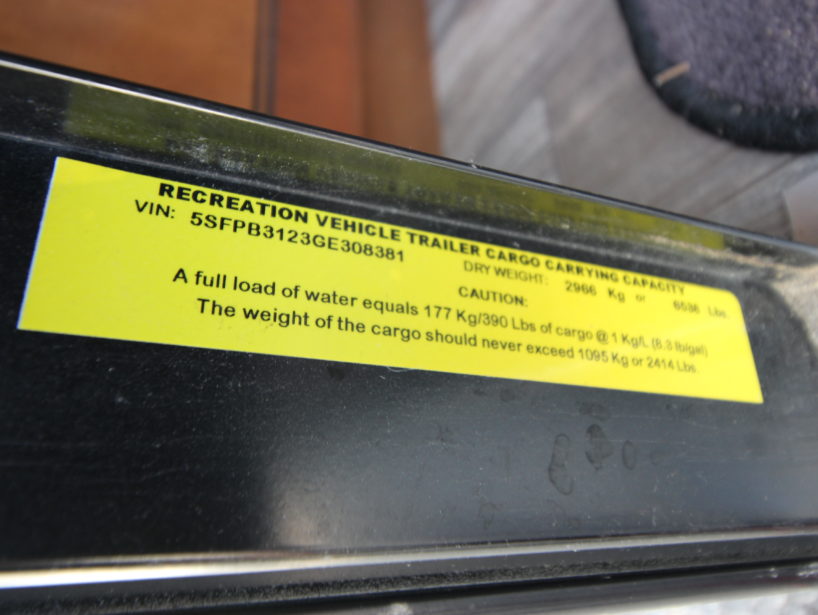 RECREATION VEHICLE TRAILER CARGO CARRYING CAPACITY
VIN: 5SFPB3123GE308381
DRY WEIGHT: 2966 Kg or 6536 Lbs.
CAUTION:
A full load of water equals 177 Kg/390 Lbs of cargo @ 1 Kg/L (8.3 lb/gal)
The weight of the cargo should never exceed 1095 Kg or 2414 Lbs.